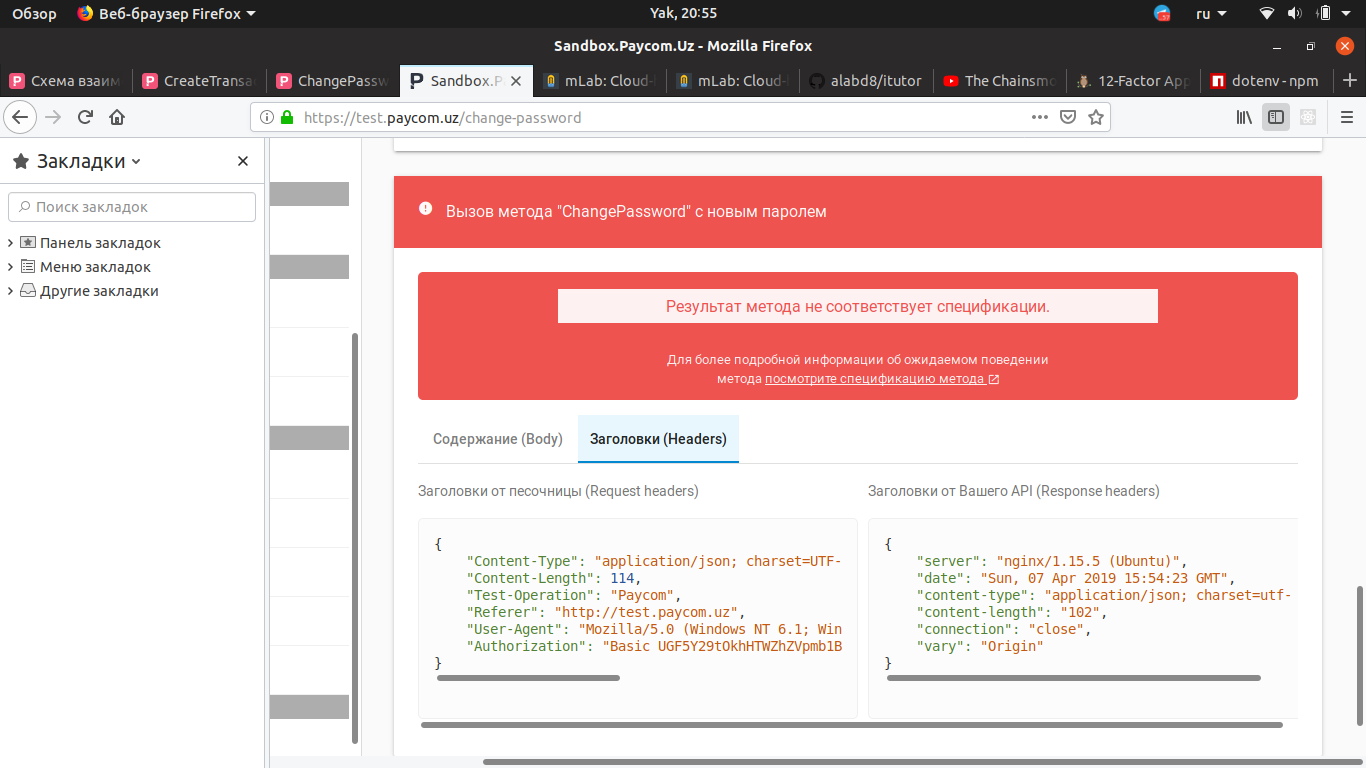 Обзор
Веб-браузер Firefox
Yak, 20:55
ru
Sandbox.Paycom.Uz - Mozilla Firefox
Схема взаим
CreateTransa
ChangePassw
Sandbox.P
mLab: Cloud-
mLab: Cloud-
alabd8/itutor
The Chainsmo
12-Factor App
dotenv - npm
https://test.paycom.uz/change-password
Закладки
Поиск закладок
Панель закладок
Меню закладок
Другие закладки
Вызов метода "ChangePassword" с новым паролем
Результат метода не соответствует спецификации.
Для более подробной информации об ожидаемом поведении
метода посмотрите спецификацию метода
Содержание (Body)
Заголовки (Headers)
Заголовки от песочницы (Request headers)
{
"Content-Type": "application/json; charset=UTF-
"Content-Length": 114,
"Test-Operation": "Paycom",
"Referer": "http://test.paycom.uz",
"User-Agent": "Mozilla/5.0 (Windows NT 6.1; Win
"Authorization": "Basic UGF5Y29tOkhHTWZhZVpmb1B
}
Заголовки от Вашего API (Response headers)
{
"server": "nginx/1.15.5 (Ubuntu)",
"date": "Sun, 07 Apr 2019 15:54:23 GMT",
"content-type": "application/json; charset=utf-
"content-length": "102",
"connection": "close",
"vary": "Origin"
}